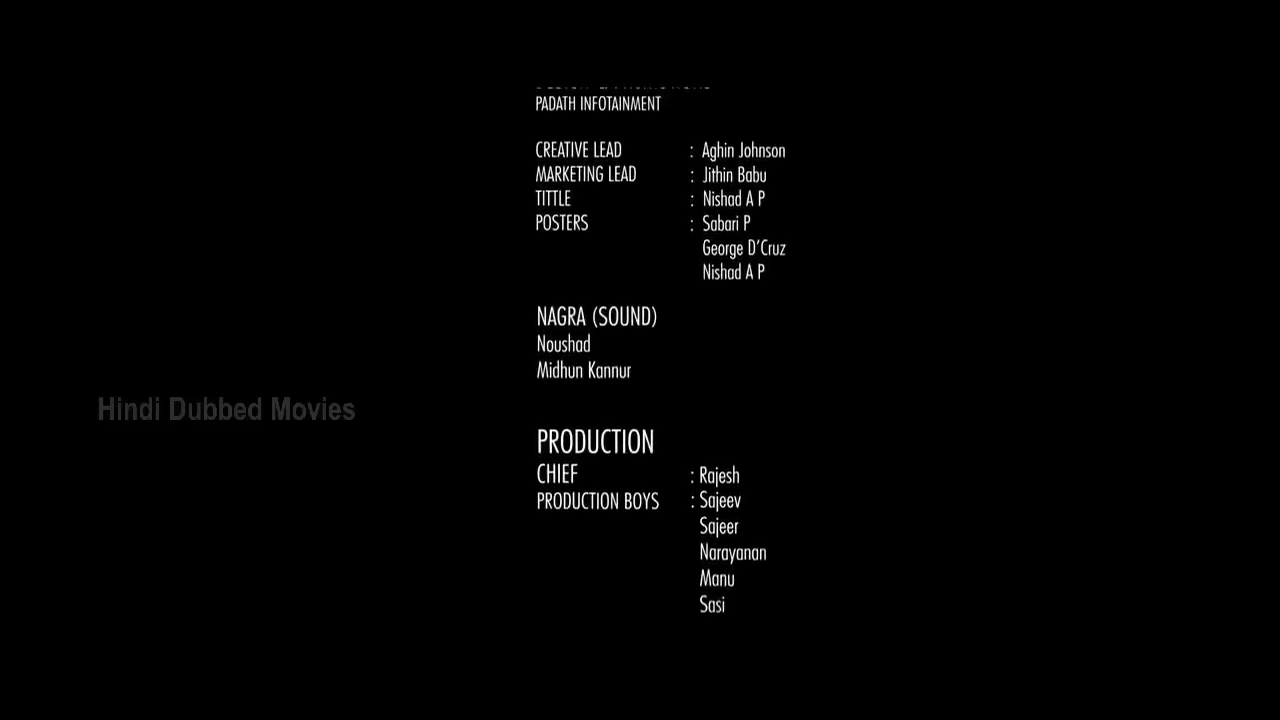 PADATH INFOTAINMENT
CREATIVE LEAD : Aghin Johnson
MARKETING LEAD : Jithin Babu
TITTLE : Nishad A P
POSTERS : Sabari P
George D'Cruz
Nishad A P
NAGRA (SOUND)
Noushad
Midhun Kannur
Hindi Dubbed Movies
PRODUCTION
CHIEF : Rajesh
PRODUCTION BOYS : Sajeev
Sajeer
Narayanan
Manu
Sasi